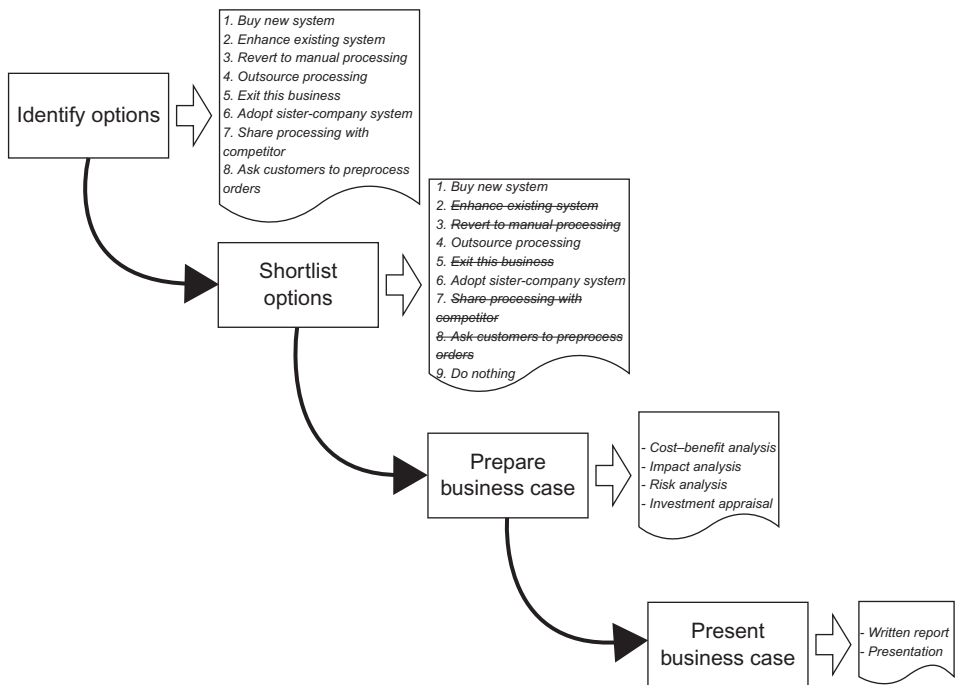 1. Buy new system
2. Enhance existing system
3. Revert to manual processing
4. Outsource processing
5. Exit this business
6. Adopt sister-company system
7. Share processing with
competitor
8. Ask customers to preprocess
orders
Identify options
1. Buy new system
2. Enhance existing system
3. Revert to manual processing
4. Outsource processing
5. Exit this business
6. Adopt sister-company system
7. Share processing with
competitor
8. Ask customers to preprocess
orders
9. Do nothing
Shortlist
options
Prepare
business case
- Cost–benefit analysis
- Impact analysis
- Risk analysis
- Investment appraisal
Present
business case
- Written report
- Presentation